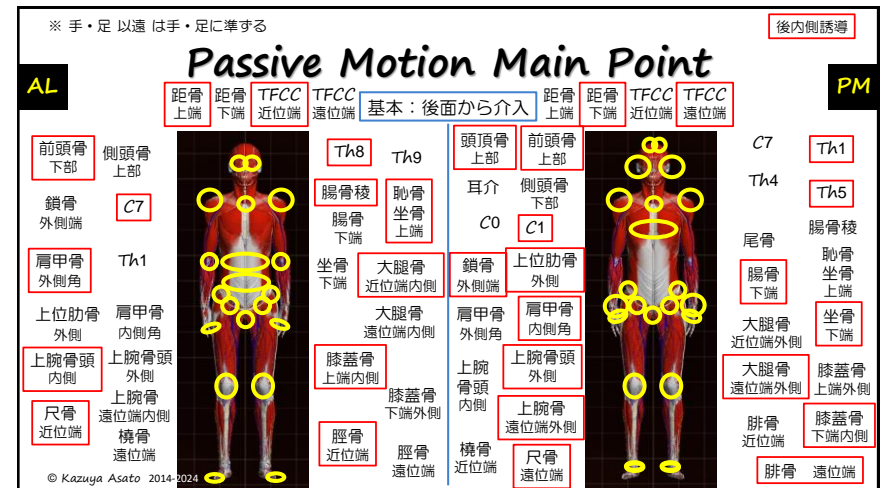 ※ 手・足 以遠 は手・足に準ずる
後内側誘導
Passive Motion Main Point
AL
PM
距骨
上端
距骨
下端
TFCC
近位端
TFCC
遠位端
基本：後面から介入
距骨
上端
距骨
下端
TFCC
近位端
TFCC
遠位端
前頭骨
下部
側頭骨
上部
鎖骨
外側端
C7
肩甲骨
外側角
Th1
上位肋骨
外側
肩甲骨
内側角
上腕骨頭
内側
上腕骨頭
外側
尺骨
近位端
上腕骨
遠位端内側
橈骨
遠位端
Th8
Th9
腸骨稜
腸骨
下端
恥骨
坐骨
上端
坐骨
下端
大腿骨
近位端内側
大腿骨
遠位端内側
膝蓋骨
上端内側
膝蓋骨
下端外側
脛骨
近位端
脛骨
遠位端
頭頂骨
上部
前頭骨
上部
耳介
側頭骨
下部
C0
C1
鎖骨
外側端
上位肋骨
外側
肩甲骨
外側角
肩甲骨
内側角
上腕
骨頭
内側
上腕骨頭
外側
上腕骨
遠位端外側
橈骨
近位端
尺骨
遠位端
C7
Th1
Th4
Th5
尾骨
腸骨稜
腸骨
下端
恥骨
坐骨
上端
大腿骨
近位端外側
坐骨
下端
大腿骨
遠位端外側
膝蓋骨
上端外側
腓骨
近位端
膝蓋骨
下端内側
腓骨 遠位端
© Kazuya Asato 2014-2024